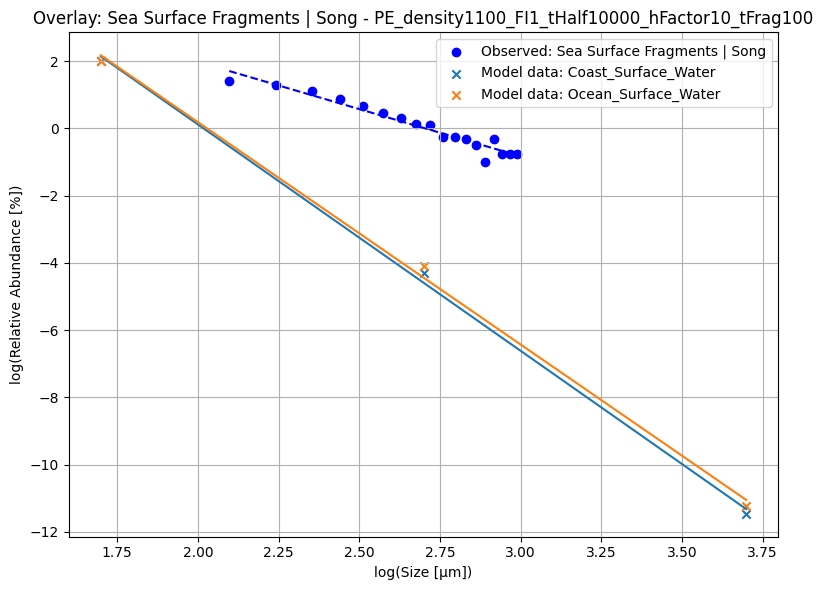 Overlay: Sea Surface Fragments | Song - PE_density1100_FI1_tHalf10000_hFactor10_tFrag100
Observed: Sea Surface Fragments | Song
Model data: Coast_Surface_Water
Model data: Ocean_Surface_Water
log(Relative Abundance [%])
2
0
−2
−4
−6
−8
−10
−12
1.75
2.00
2.25
2.50
2.75
3.00
3.25
3.50
3.75
log(Size [µm])